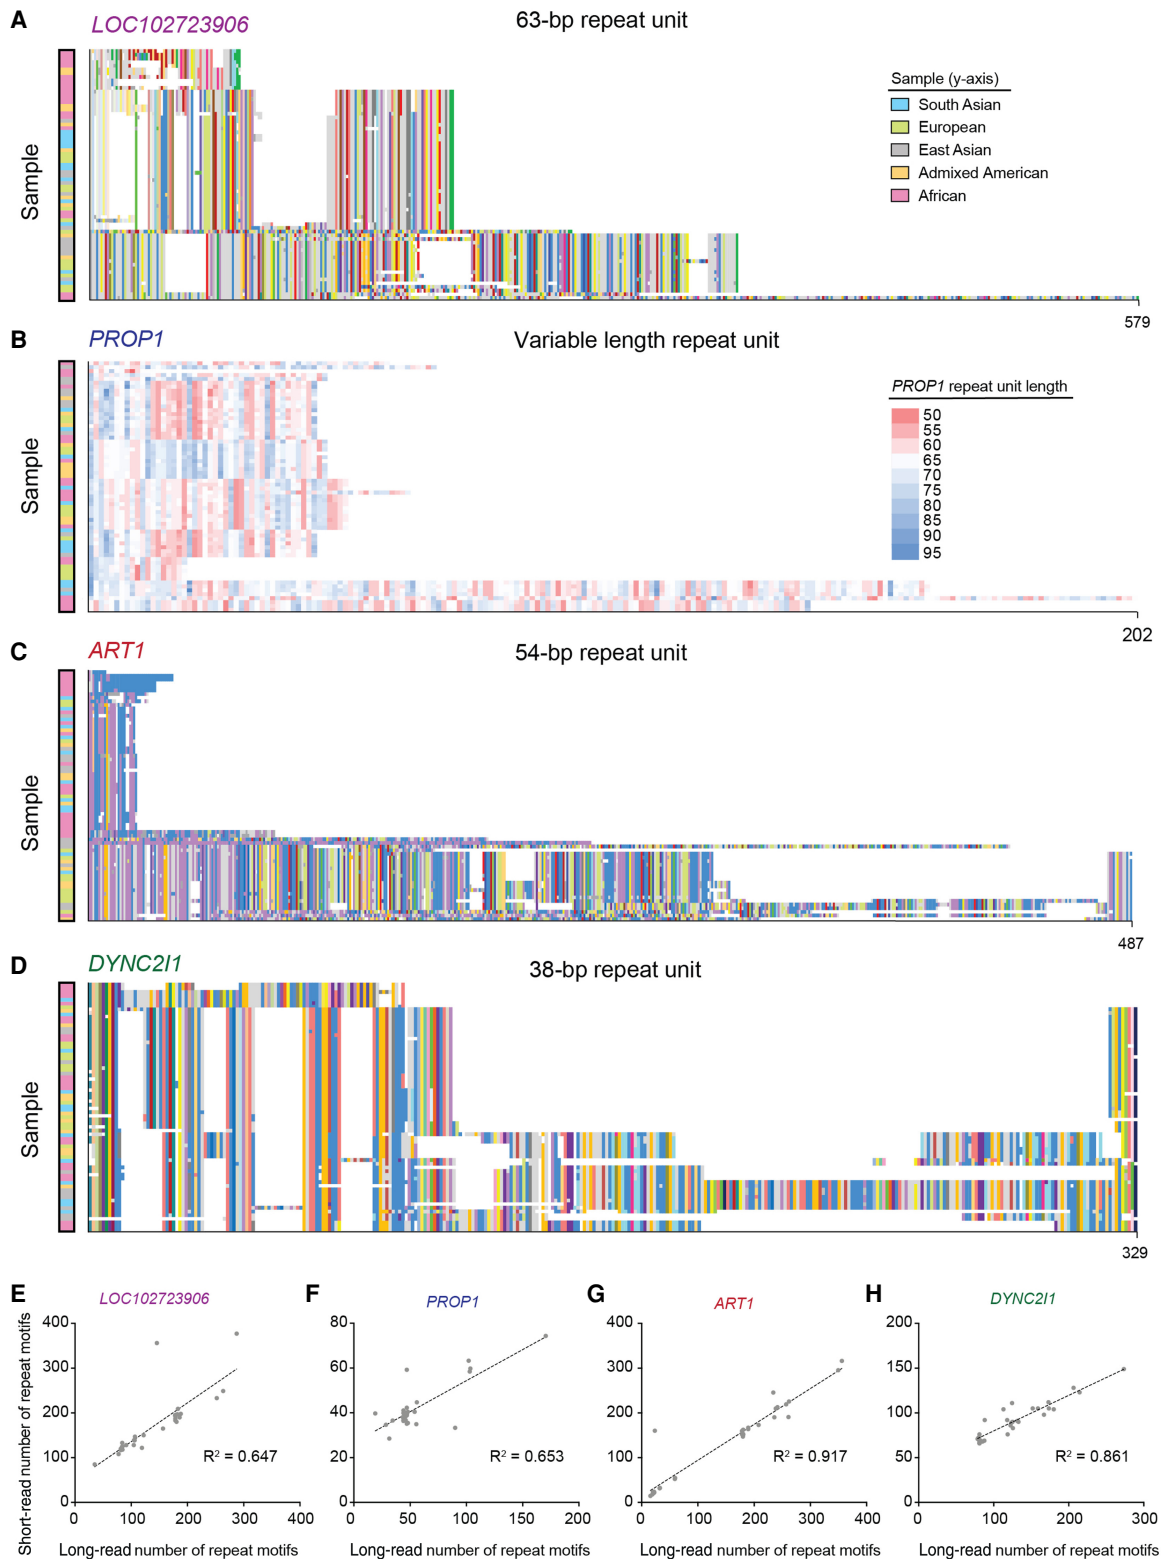 A
LOC102723906
63-bp repeat unit
Sample
Sample (y-axis)
South Asian
European
East Asian
Admixed American
African
579
B
PROP1
Variable length repeat unit
Sample
PROP1 repeat unit length
50
55
60
65
70
75
80
85
90
95
202
C
ART1
54-bp repeat unit
Sample
487
D
DYNC2I1
38-bp repeat unit
Sample
329
E
LOC102723906
Short-read number of repeat motifs
400
300
200
100
0
R² = 0.647
0 100 200 300 400
Long-read number of repeat motifs
F
PROP1
80
60
40
20
0
R² = 0.653
0 50 100 150 200
Long-read number of repeat motifs
G
ART1
400
300
200
100
0
R² = 0.917
0 100 200 300 400
Long-read number of repeat motifs
H
DYNC2I1
200
150
100
50
0
R² = 0.861
0 100 200 300
Long-read number of repeat motifs